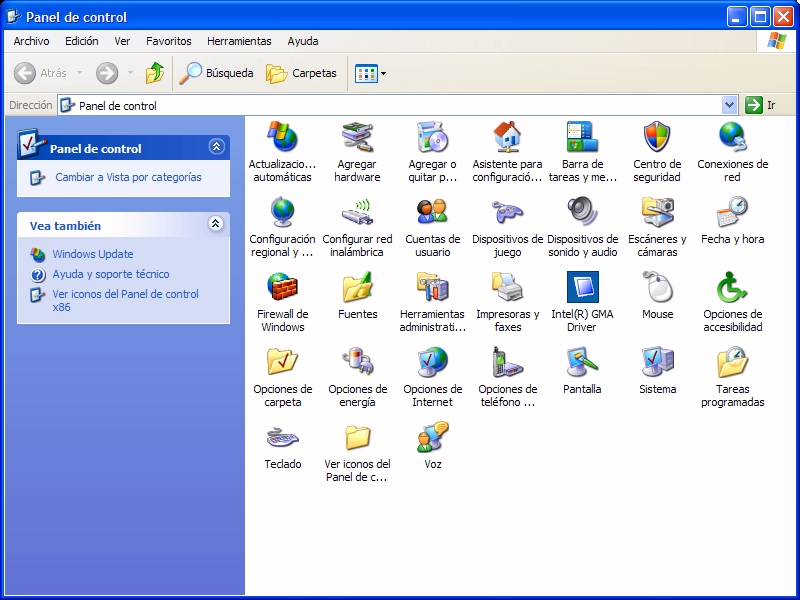 Panel de control
Archivo Edición Ver Favoritos Herramientas Ayuda
Atrás Búsqueda Carpetas
Dirección Panel de control Ir
Panel de control
Cambiar a Vista por categorías
Vea también
Windows Update
Ayuda y soporte técnico
Ver iconos del Panel de control
x86
Actualizacio...
automáticas
Agregar
hardware
Agregar o
quitar p...
Asistente para
configuració...
Barra de
tareas y me...
Centro de
seguridad
Conexiones de
red
Configuración
regional y ...
Configurar red
inalámbrica
Cuentas de
usuario
Dispositivos de
juego
Dispositivos de
sonido y audio
Escáneres y
cámaras
Fecha y hora
Firewall de
Windows
Fuentes
Herramientas
administrati...
Impresoras y
faxes
Intel(R) GMA
Driver
Mouse
Opciones de
accesibilidad
Opciones de
carpeta
Opciones de
energía
Opciones de
Internet
Opciones de
teléfono ...
Pantalla
Sistema
Tareas
programadas
Teclado
Ver iconos del
Panel de c...
Voz